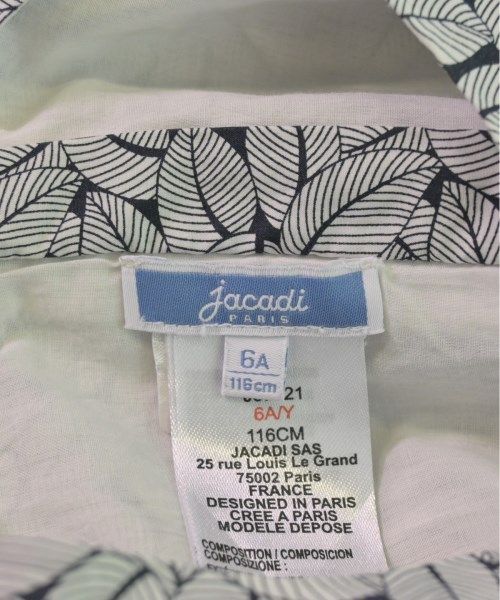 jacadi
PARIS
6A
116cm
21
6A/Y
116CM
JACADI SAS
25 rue Louis Le Grand
75002 Paris
FRANCE
DESIGNED IN PARIS
CREE A PARIS
MODELE DEPOSE
COMPOSITION / COMPOSICION
COMPOSIZIONE :